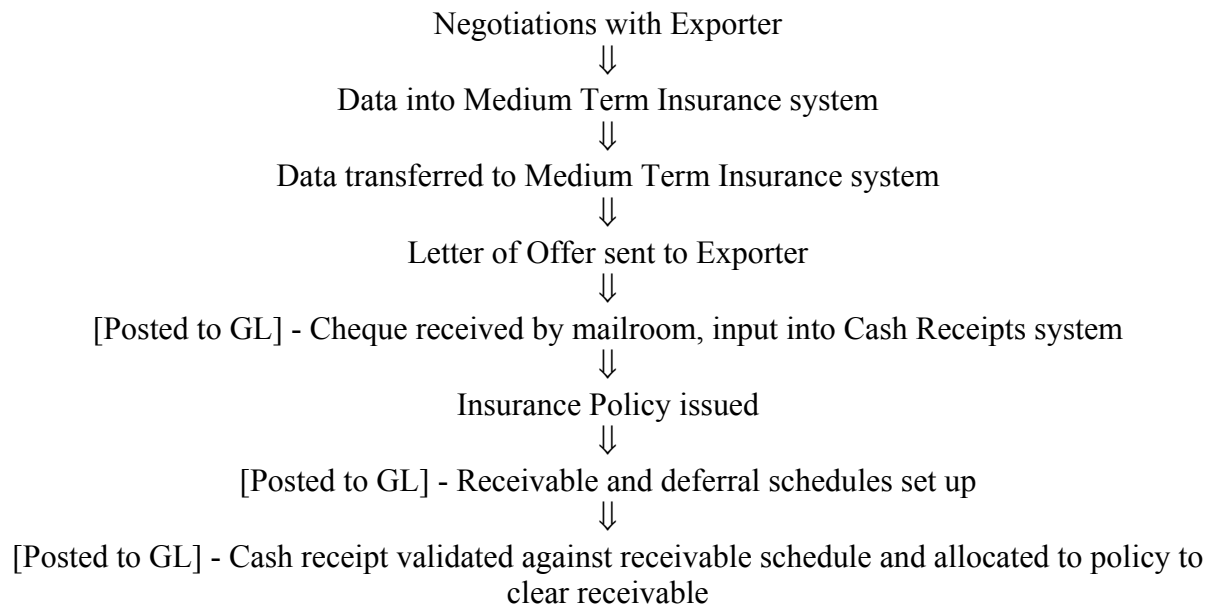 Negotiations with Exporter
⇓
Data into Medium Term Insurance system
⇓
Data transferred to Medium Term Insurance system
⇓
Letter of Offer sent to Exporter
⇓
[Posted to GL] - Cheque received by mailroom, input into Cash Receipts system
⇓
Insurance Policy issued
⇓
[Posted to GL] - Receivable and deferral schedules set up
⇓
[Posted to GL] - Cash receipt validated against receivable schedule and allocated to policy to
clear receivable